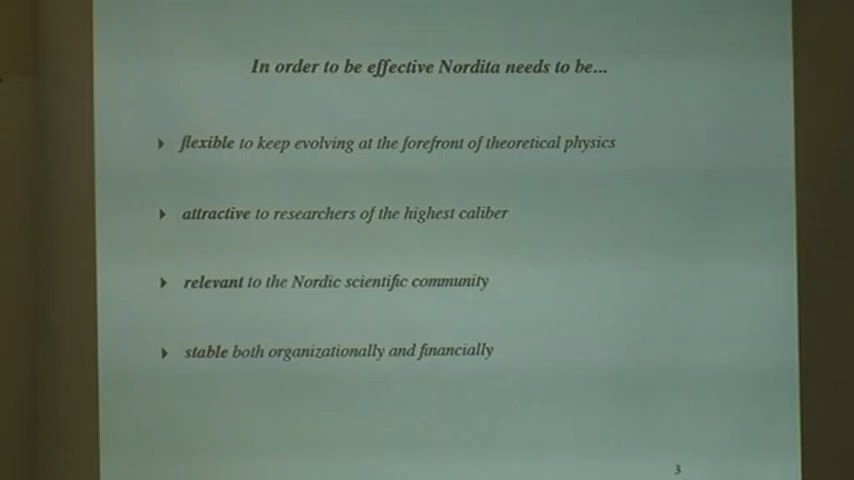 In order to be effective Nordita needs to be...
flexible to keep evolving at the forefront of theoretical physics
attractive to researchers of the highest caliber
relevant to the Nordic scientific community
stable both organizationally and financially
3